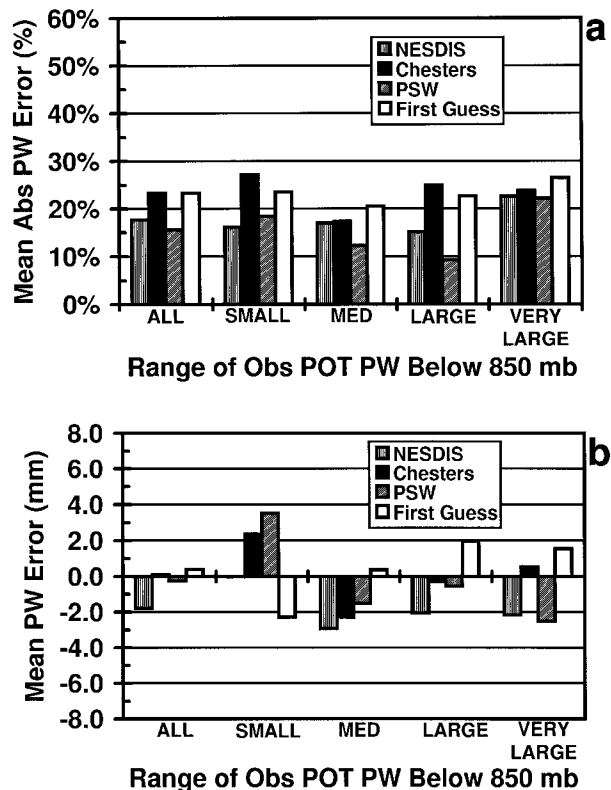 a
60%
50%
40%
30%
20%
10%
0%
Mean Abs PW Error (%)
NESDIS
Chesters
PSW
First Guess
ALL SMALL MED LARGE VERY
LARGE
Range of Obs POT PW Below 850 mb
b
8.0
6.0
4.0
2.0
0.0
-2.0
-4.0
-6.0
-8.0
Mean PW Error (mm)
NESDIS
Chesters
PSW
First Guess
ALL SMALL MED LARGE VERY
LARGE
Range of Obs POT PW Below 850 mb